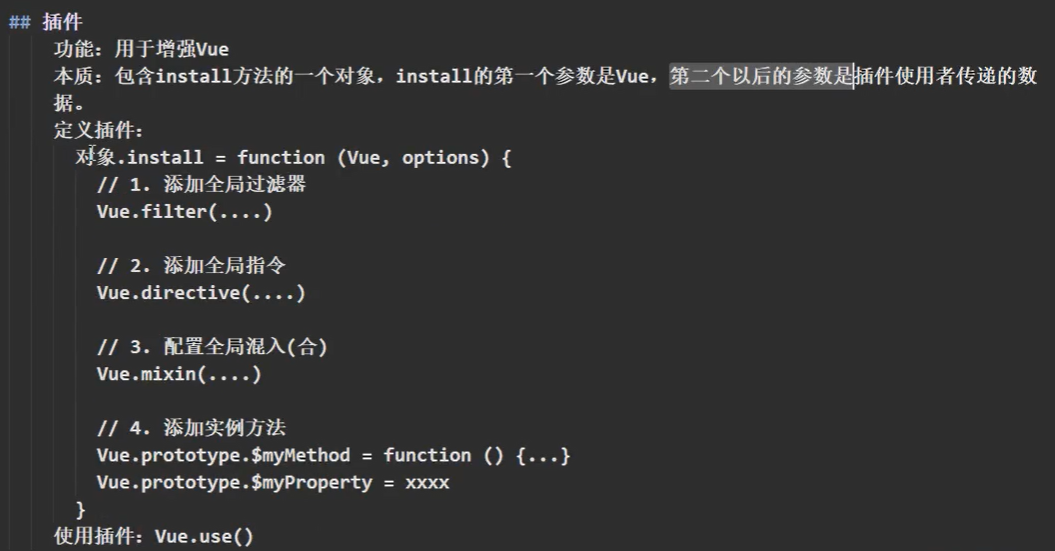 ## 插件
功能：用于增强Vue
本质：包含install方法的一个对象，install的第一个参数是Vue，第二个以后的参数是插件使用者传递的数
据。
定义插件：
对象.install = function (Vue, options) {
// 1. 添加全局过滤器
Vue.filter(....)
// 2. 添加全局指令
Vue.directive(....)
// 3. 配置全局混入(合)
Vue.mixin(....)
// 4. 添加实例方法
Vue.prototype.$myMethod = function () {...}
Vue.prototype.$myProperty = xxxx
}
使用插件：Vue.use()